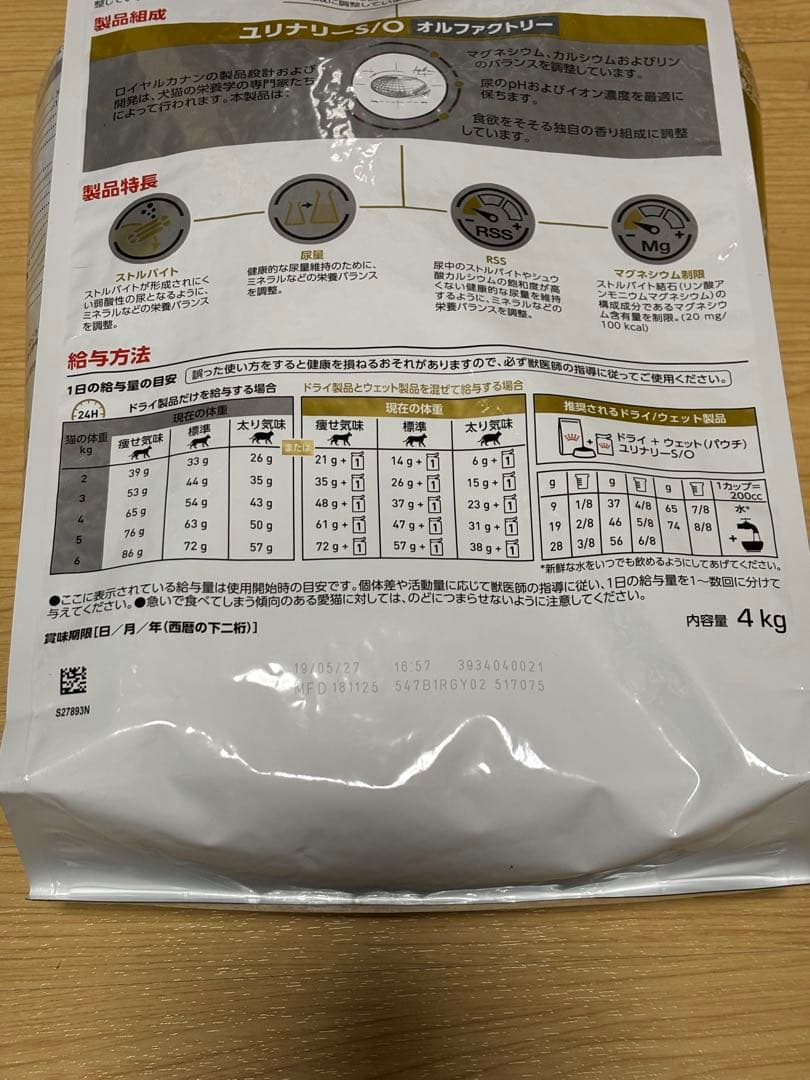 製品組成
ユリナリーS/O オルファクトリー
ロイヤルカナンの製品設計および
開発は、犬猫の栄養学の専門家たち
によって行われます。本製品は:
マグネシウム、カルシウムおよびリン
のバランスを調整しています。
尿のpHおよびイオン濃度を最適に
保ちます。
食欲をそそる独自の香り組成に調整
しています。
製品特長
ストルバイト
ストルバイトが形成されにく
い弱酸性の尿となるように、
ミネラルなどの栄養バランス
を調整。
尿量
健康的な尿量維持のために、
ミネラルなどの栄養バランス
を調整。
- RSS +
RSS
尿中のストルバイトやシュウ
酸カルシウムの飽和度が高
くない健康的な尿量を維持
するように、ミネラルなどの
栄養バランスを調整。
- Mg +
マグネシウム制限
ストルバイト結石(リン酸ア
ンモニウムマグネシウム)の
構成成分であるマグネシウ
ム含有量を制限。(20 mg/
100 kcal)
給与方法
1日の給与量の目安
誤った使い方をすると健康を損ねるおそれがありますので、必ず獣医師の指導に従ってご使用ください。
24H
ドライ製品だけを給与する場合
現在の体重
猫の体重 kg 痩せ気味 標準 太り気味
2 39 g 33 g 26 g
3 53 g 44 g 35 g
4 65 g 54 g 43 g
5 76 g 63 g 50 g
6 86 g 72 g 57 g
または
ドライ製品とウェット製品を混ぜて給与する場合
現在の体重
痩せ気味 標準 太り気味
21 g + 1 14 g + 1 6 g + 1
35 g + 1 26 g + 1 15 g + 1
48 g + 1 37 g + 1 23 g + 1
61 g + 1 47 g + 1 31 g + 1
72 g + 1 57 g + 1 38 g + 1
推奨されるドライ/ウェット製品
ドライ + ウェット(パウチ)
ユリナリーS/O
g g g 1カップ=
200cc
9 1/8 37 4/8 65 7/8 水*
19 2/8 46 5/8 74 8/8
28 3/8 56 6/8 +
*新鮮な水をいつでも飲めるようにしてあげてください。
●ここに表示されている給与量は使用開始時の目安です。個体差や活動量に応じて獣医師の指導に従い、1日の給与量を1〜数回に分けて
与えてください。●急いで食べてしまう傾向のある愛猫に対しては、のどにつまらせないように注意してください。
賞味期限[日/月/年(西暦の下二桁)]
内容量 4 kg
19/05/27 16:57 3934040021
MFD 181125 547B1RGY02 517075
S27893N